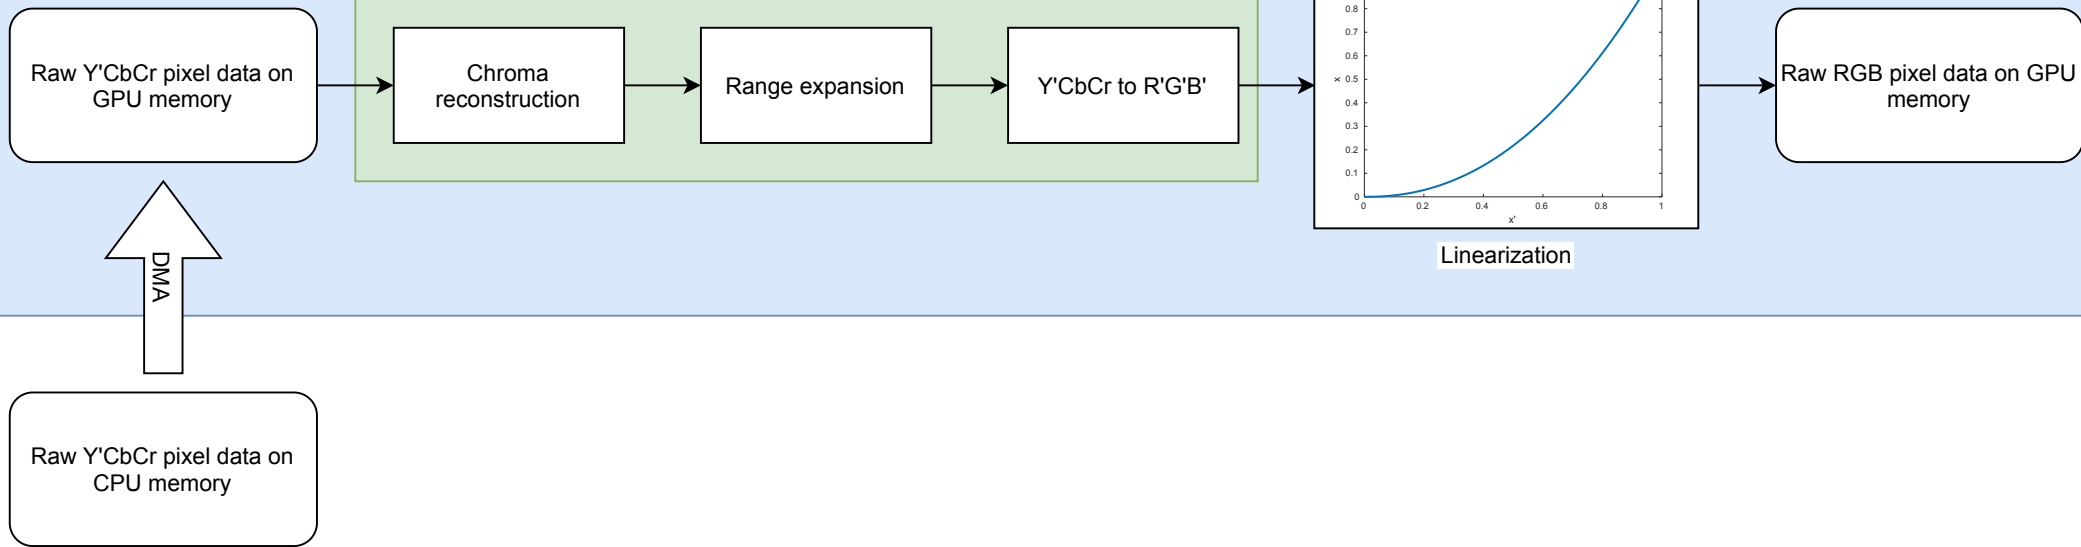 Raw Y'CbCr pixel data on
GPU memory
Chroma
reconstruction
Range expansion
Y'CbCr to R'G'B'
0.8
0.7
0.6
0.5
0.4
0.3
0.2
0.1
0
x
0
0.2
0.4
0.6
0.8
1
x'
Linearization
Raw RGB pixel data on GPU
memory
DMA
Raw Y'CbCr pixel data on
CPU memory